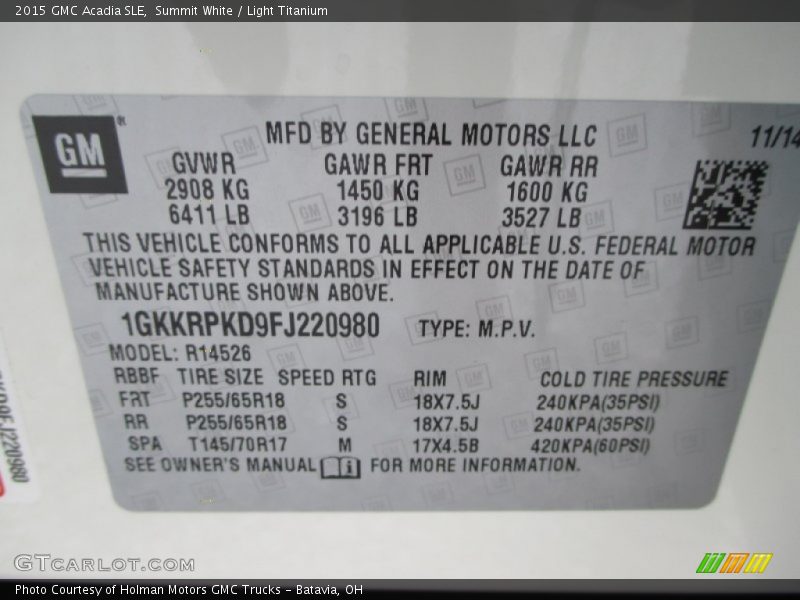 2015 GMC Acadia SLE, Summit White / Light Titanium
GM®
MFD BY GENERAL MOTORS LLC 11/14
GVWR GAWR FRT GAWR RR
2908 KG 1450 KG 1600 KG
6411 LB 3196 LB 3527 LB
THIS VEHICLE CONFORMS TO ALL APPLICABLE U.S. FEDERAL MOTOR
VEHICLE SAFETY STANDARDS IN EFFECT ON THE DATE OF
MANUFACTURE SHOWN ABOVE.
1GKKRPKD9FJ220980 TYPE: M.P.V.
MODEL: R14526
RBBF TIRE SIZE SPEED RTG RIM COLD TIRE PRESSURE
FRT P255/65R18 S 18X7.5J 240KPA(35PSI)
RR P255/65R18 S 18X7.5J 240KPA(35PSI)
SPA T145/70R17 M 17X4.5B 420KPA(60PSI)
SEE OWNER'S MANUAL FOR MORE INFORMATION.
GTCARLOT.COM
Photo Courtesy of Holman Motors GMC Trucks - Batavia, OH